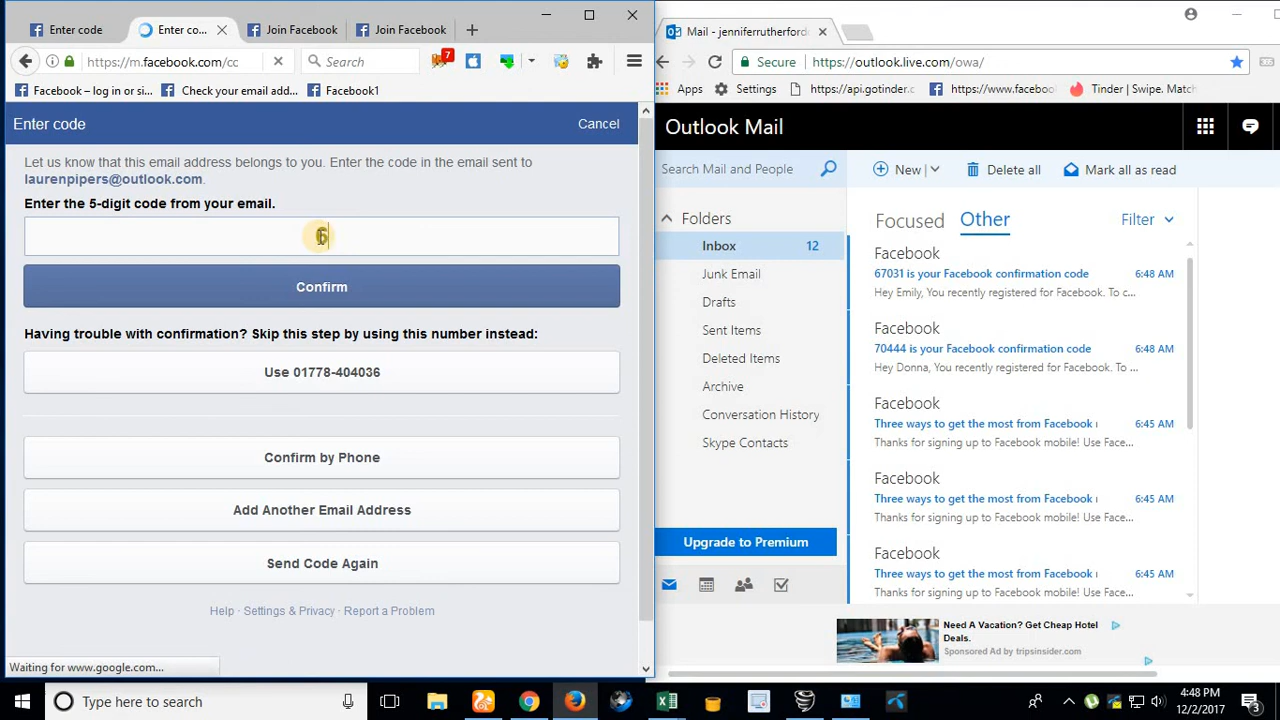 Enter code
Enter co...
Join Facebook
Join Facebook
https://m.facebook.com/cc
Search
7
Facebook – log in or si...
Check your email add...
Facebook1
Enter code
Cancel
Let us know that this email address belongs to you. Enter the code in the email sent to
laurenpipers@outlook.com.
Enter the 5-digit code from your email.
6
Confirm
Having trouble with confirmation? Skip this step by using this number instead:
Use 01778-404036
Confirm by Phone
Add Another Email Address
Send Code Again
Help · Settings & Privacy · Report a Problem
Waiting for www.google.com...
Mail - jenniferrutherford
Secure
https://outlook.live.com/owa/
Apps
Settings
https://api.gotinder.c
https://www.faceboo
Tinder | Swipe. Match
Outlook Mail
Search Mail and People
New
Delete all
Mark all as read
Folders
Inbox 12
Junk Email
Drafts
Sent Items
Deleted Items
Archive
Conversation History
Skype Contacts
Upgrade to Premium
Focused
Other
Filter
Facebook
67031 is your Facebook confirmation code 6:48 AM
Hey Emily, You recently registered for Facebook. To c...
Facebook
70444 is your Facebook confirmation code 6:48 AM
Hey Donna, You recently registered for Facebook. To ...
Facebook
Three ways to get the most from Facebook 6:45 AM
Thanks for signing up to Facebook mobile! Use Face...
Facebook
Three ways to get the most from Facebook 6:45 AM
Thanks for signing up to Facebook mobile! Use Face...
Facebook
Three ways to get the most from Facebook 6:45 AM
Thanks for signing up to Facebook mobile! Use Face...
Need A Vacation? Get Cheap Hotel
Deals.
Sponsored Ad by tripsinsider.com
Type here to search
4:48 PM
12/2/2017
3